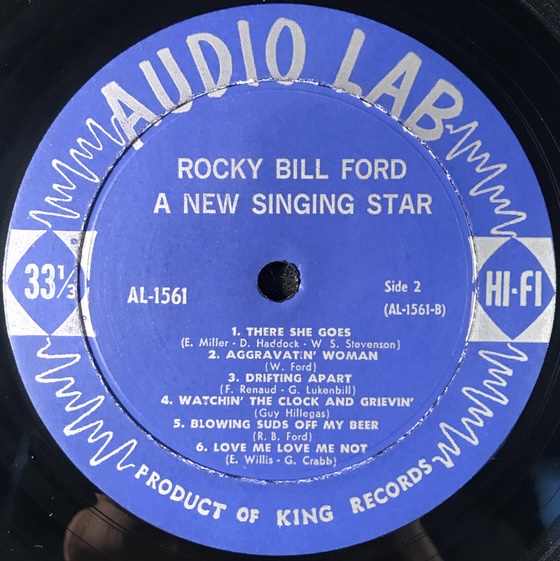 AUDIO LAB
ROCKY BILL FORD
A NEW SINGING STAR
33⅓
HI-FI
AL-1561
Side 2
(AL-1561-B)
1. THERE SHE GOES
(E. Miller - D. Haddock - W. S. Stevenson)
2. AGGRAVATIN' WOMAN
(W. Ford)
3. DRIFTING APART
(F. Renaud - G. Lukenbill)
4. WATCHIN' THE CLOCK AND GRIEVIN'
(Guy Hillegas)
5. BLOWING SUDS OFF MY BEER
(R. B. Ford)
6. LOVE ME LOVE ME NOT
(E. Willis - G. Crabb)
PRODUCT OF KING RECORDS